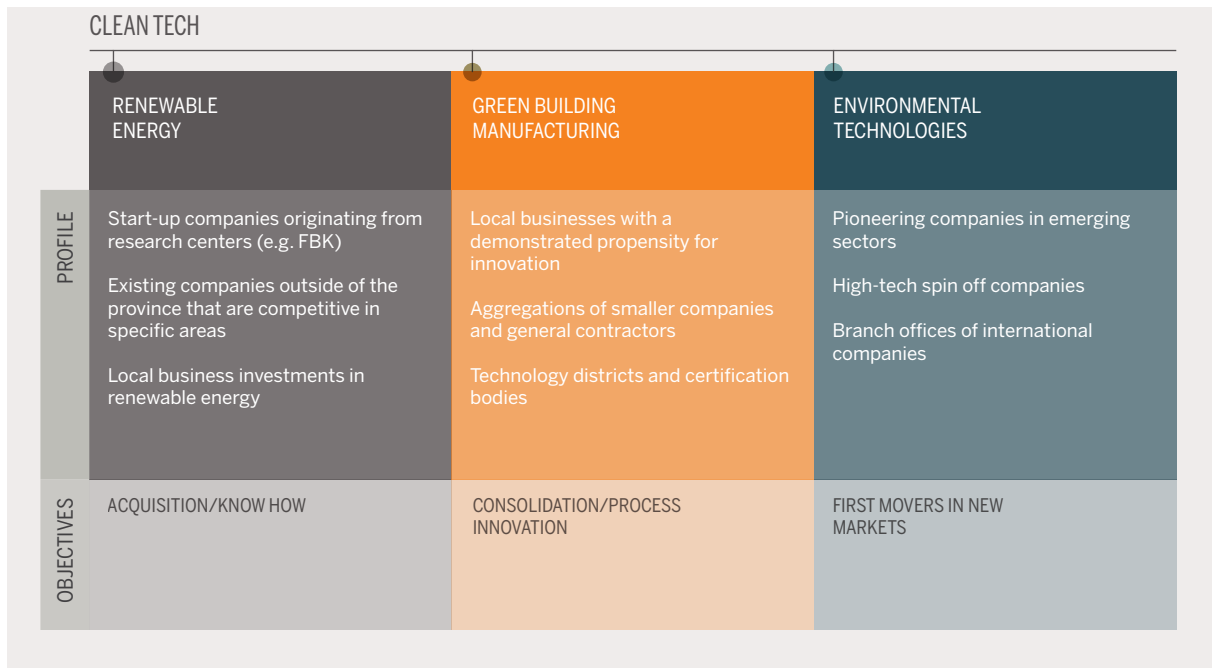 CLEAN TECH
RENEWABLE
ENERGY
GREEN BUILDING
MANUFACTURING
ENVIRONMENTAL
TECHNOLOGIES
PROFILE
Start-up companies originating from
research centers (e.g. FBK)
Existing companies outside of the
province that are competitive in
specific areas
Local business investments in
renewable energy
Local businesses with a
demonstrated propensity for
innovation
Aggregations of smaller companies
and general contractors
Technology districts and certification
bodies
Pioneering companies in emerging
sectors
High-tech spin off companies
Branch offices of international
companies
OBJECTIVES
ACQUISITION/KNOW HOW
CONSOLIDATION/PROCESS
INNOVATION
FIRST MOVERS IN NEW
MARKETS